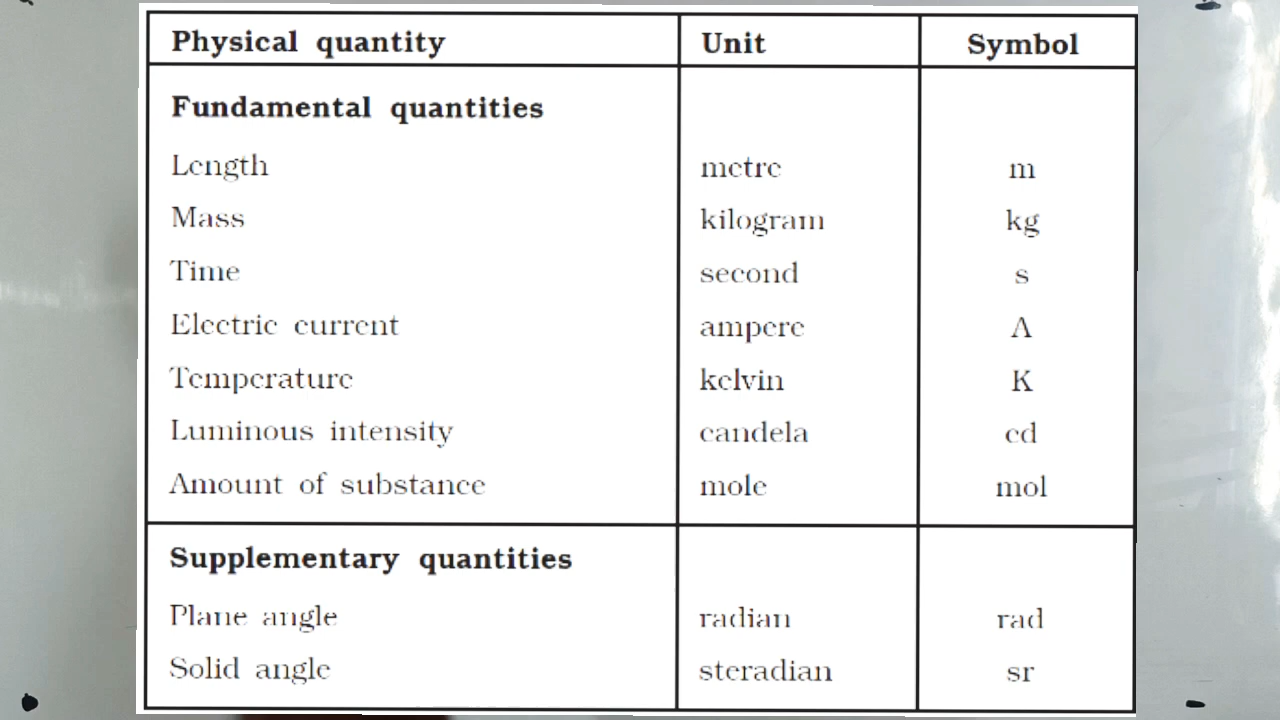 Physical quantity Unit Symbol
Fundamental quantities
Length metre m
Mass kilogram kg
Time second s
Electric current ampere A
Temperature kelvin K
Luminous intensity candela cd
Amount of substance mole mol
Supplementary quantities
Plane angle radian rad
Solid angle steradian sr